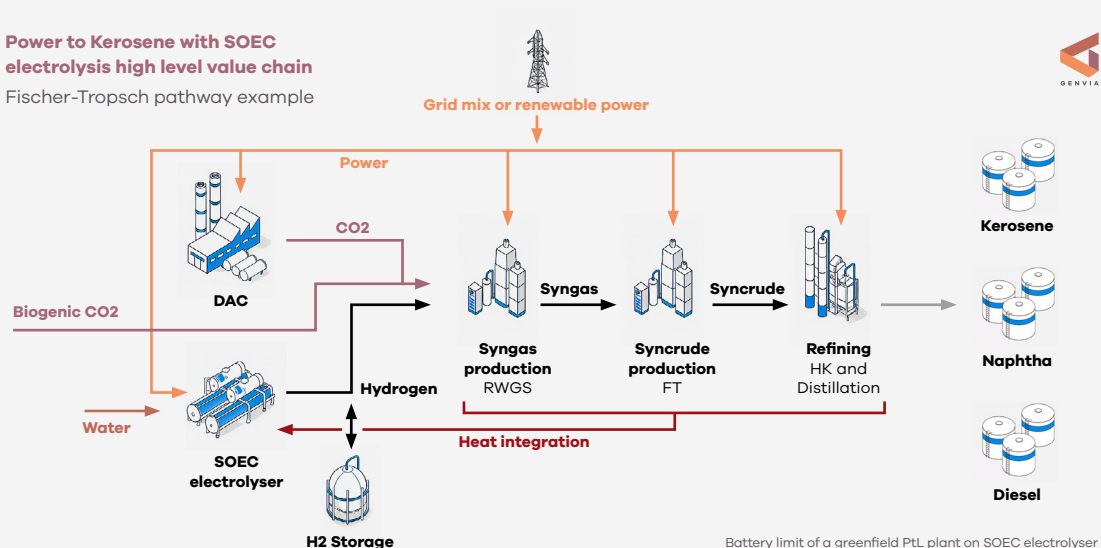 Power to Kerosene with SOEC
electrolysis high level value chain
Fischer-Tropsch pathway example
GENVIA
Grid mix or renewable power
Power
CO2
DAC
Biogenic CO2
Syngas
Syncrude
Kerosene
Syngas
production
RWGS
Syncrude
production
FT
Refining
HK and
Distillation
Naphtha
Hydrogen
Water
Heat integration
SOEC
electrolyser
H2 Storage
Diesel
Battery limit of a greenfield PtL plant on SOEC electrolyser